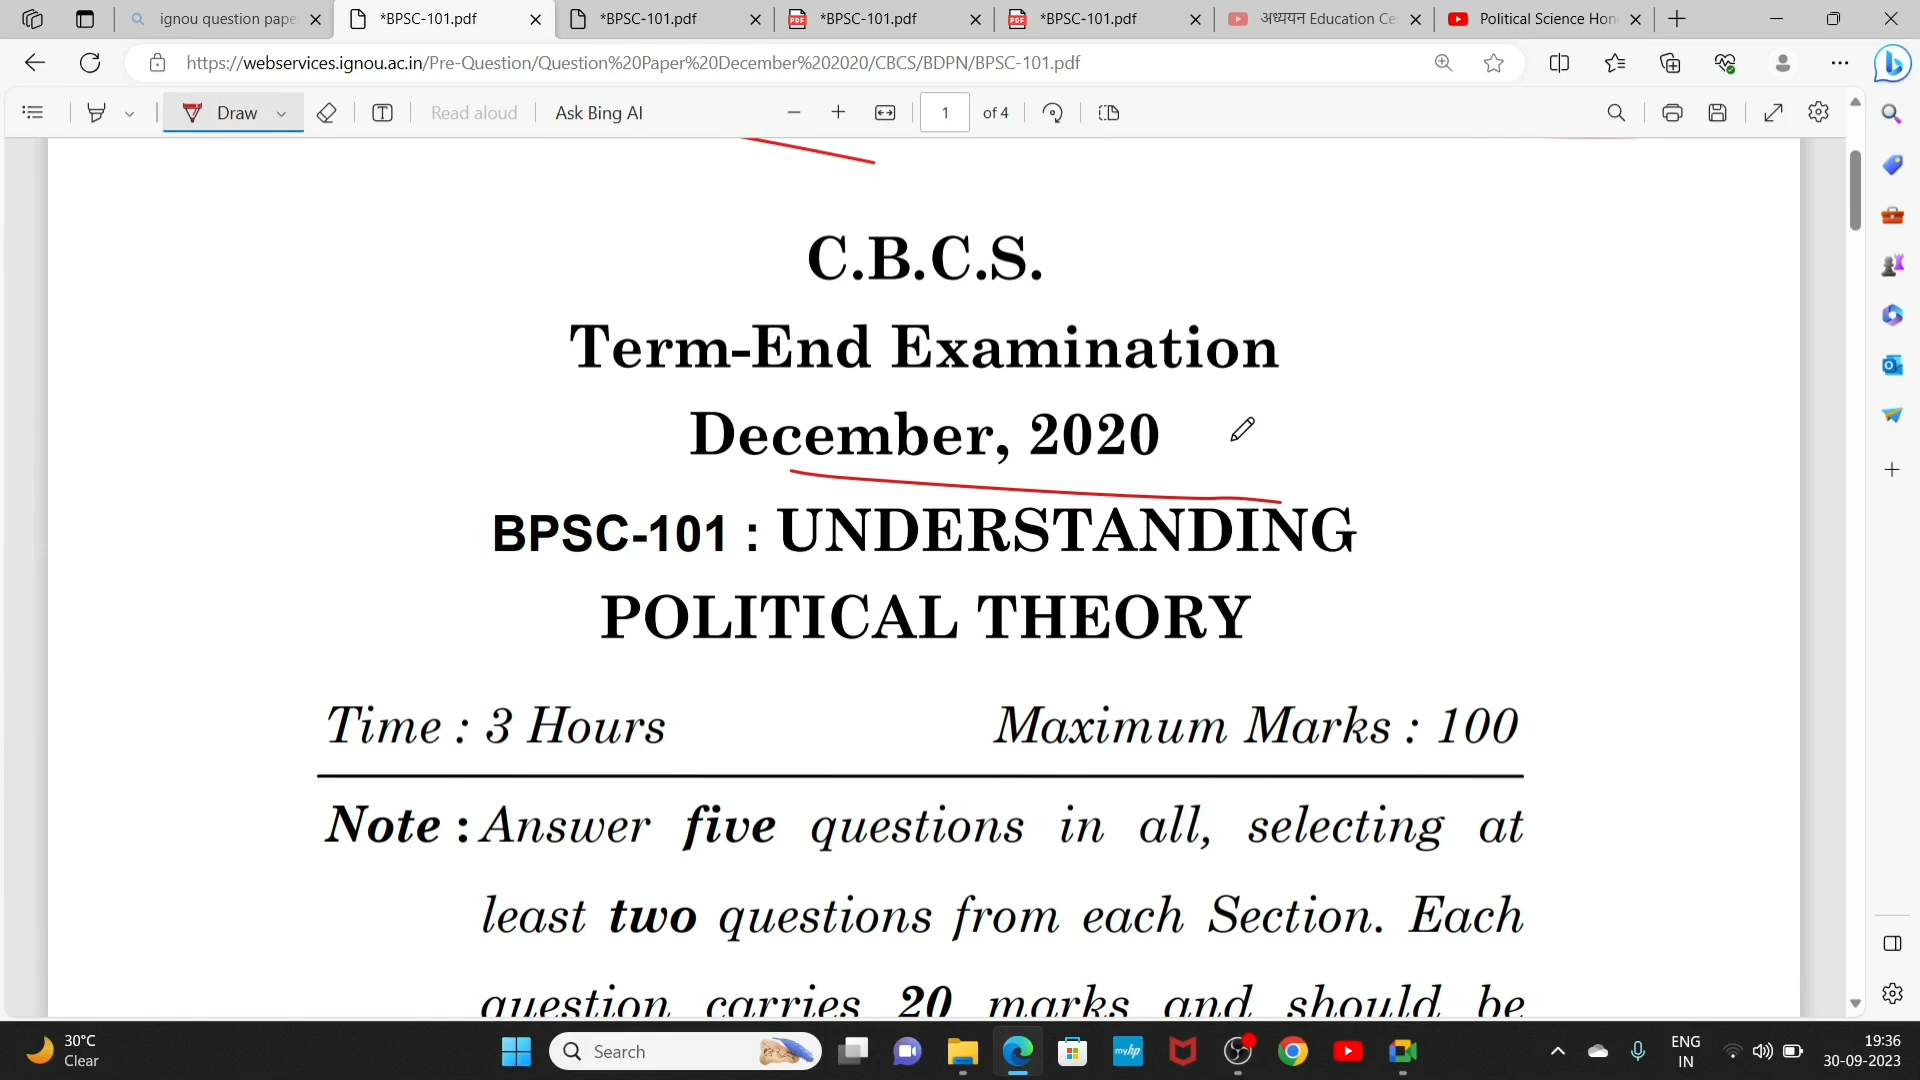 ignou question pape
*BPSC-101.pdf
*BPSC-101.pdf
*BPSC-101.pdf
*BPSC-101.pdf
अध्ययन Education Ce
Political Science Hon
https://webservices.ignou.ac.in/Pre-Question/Question%20Paper%20December%202020/CBCS/BDPN/BPSC-101.pdf
Draw
Read aloud
Ask Bing AI
1 of 4
C.B.C.S.
Term-End Examination
December, 2020
BPSC-101 : UNDERSTANDING
POLITICAL THEORY
Time : 3 Hours Maximum Marks : 100
Note : Answer five questions in all, selecting at
least two questions from each Section. Each
question carries 20 marks and should be
30°C
Clear
Search
myhp
ENG
IN
19:36
30-09-2023